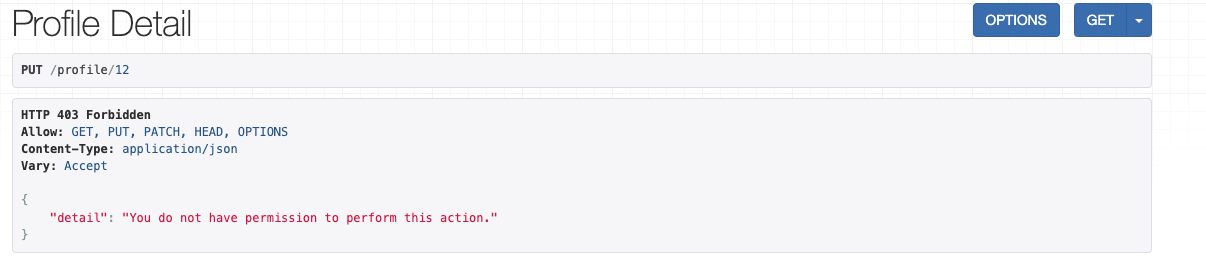 Profile Detail
OPTIONS
GET
PUT /profile/12
HTTP 403 Forbidden
Allow: GET, PUT, PATCH, HEAD, OPTIONS
Content-Type: application/json
Vary: Accept
{
    "detail": "You do not have permission to perform this action."
}